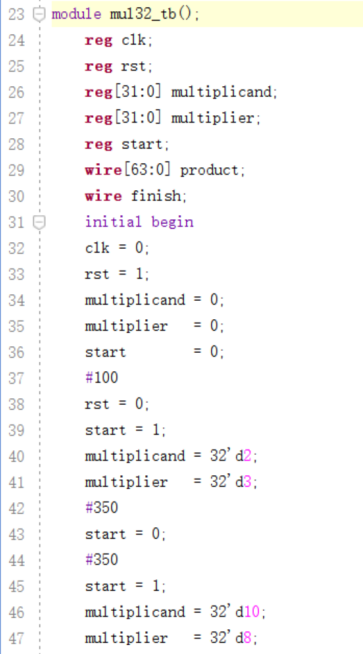 23 module mul32_tb();
24 reg clk;
25 reg rst;
26 reg[31:0] multiplicand;
27 reg[31:0] multiplier;
28 reg start;
29 wire[63:0] product;
30 wire finish;
31 initial begin
32 clk = 0;
33 rst = 1;
34 multiplicand = 0;
35 multiplier   = 0;
36 start        = 0;
37 #100
38 rst = 0;
39 start = 1;
40 multiplicand = 32'd2;
41 multiplier   = 32'd3;
42 #350
43 start = 0;
44 #350
45 start = 1;
46 multiplicand = 32'd10;
47 multiplier   = 32'd8;